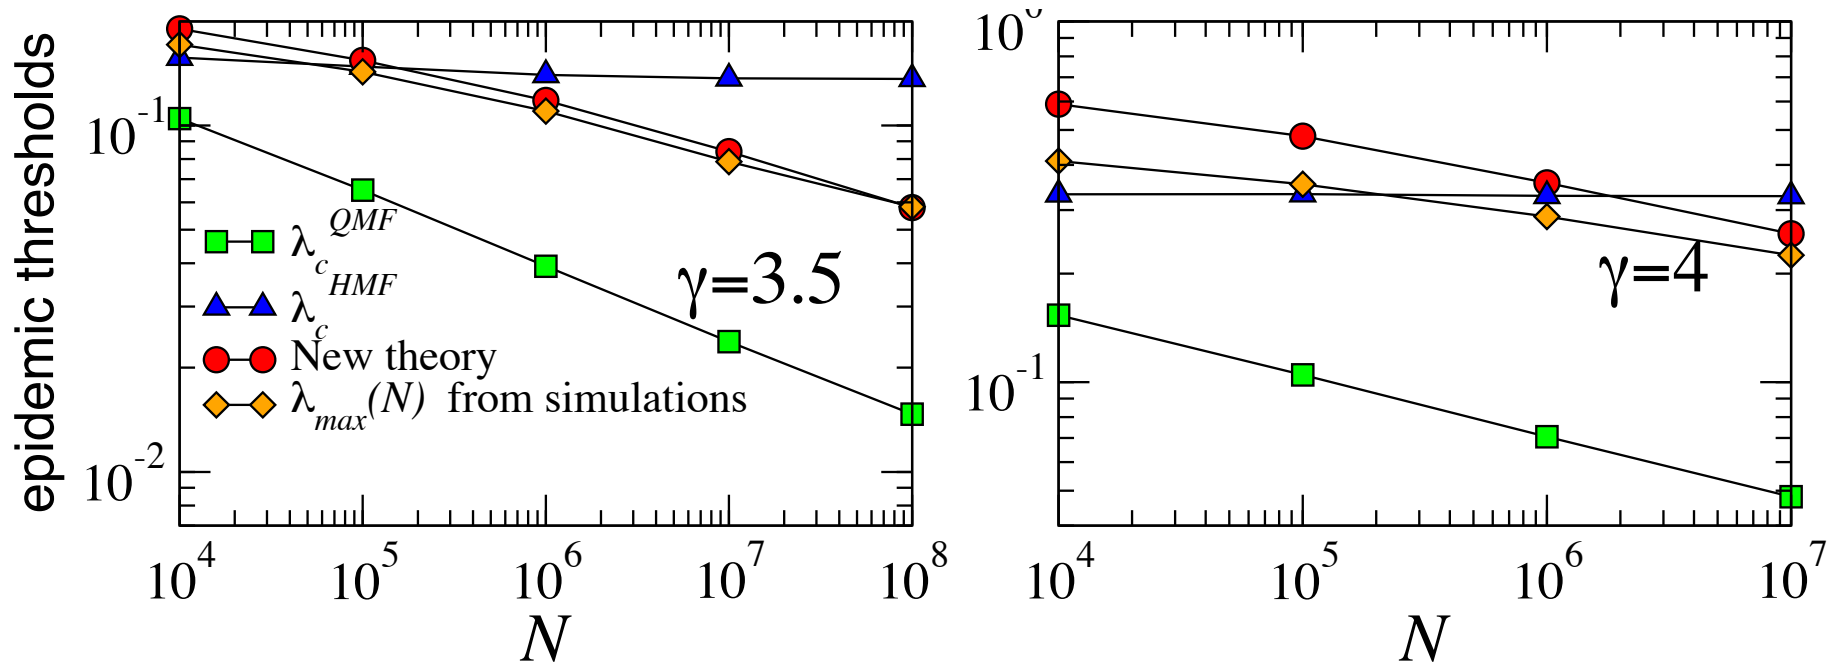 epidemic thresholds
10^-1
10^-2
λ_c^QMF
λ_c^HMF
New theory
λ_max(N) from simulations
γ=3.5
10^4 10^5 10^6 10^7 10^8
N
10^0
10^-1
γ=4
10^4 10^5 10^6 10^7
N